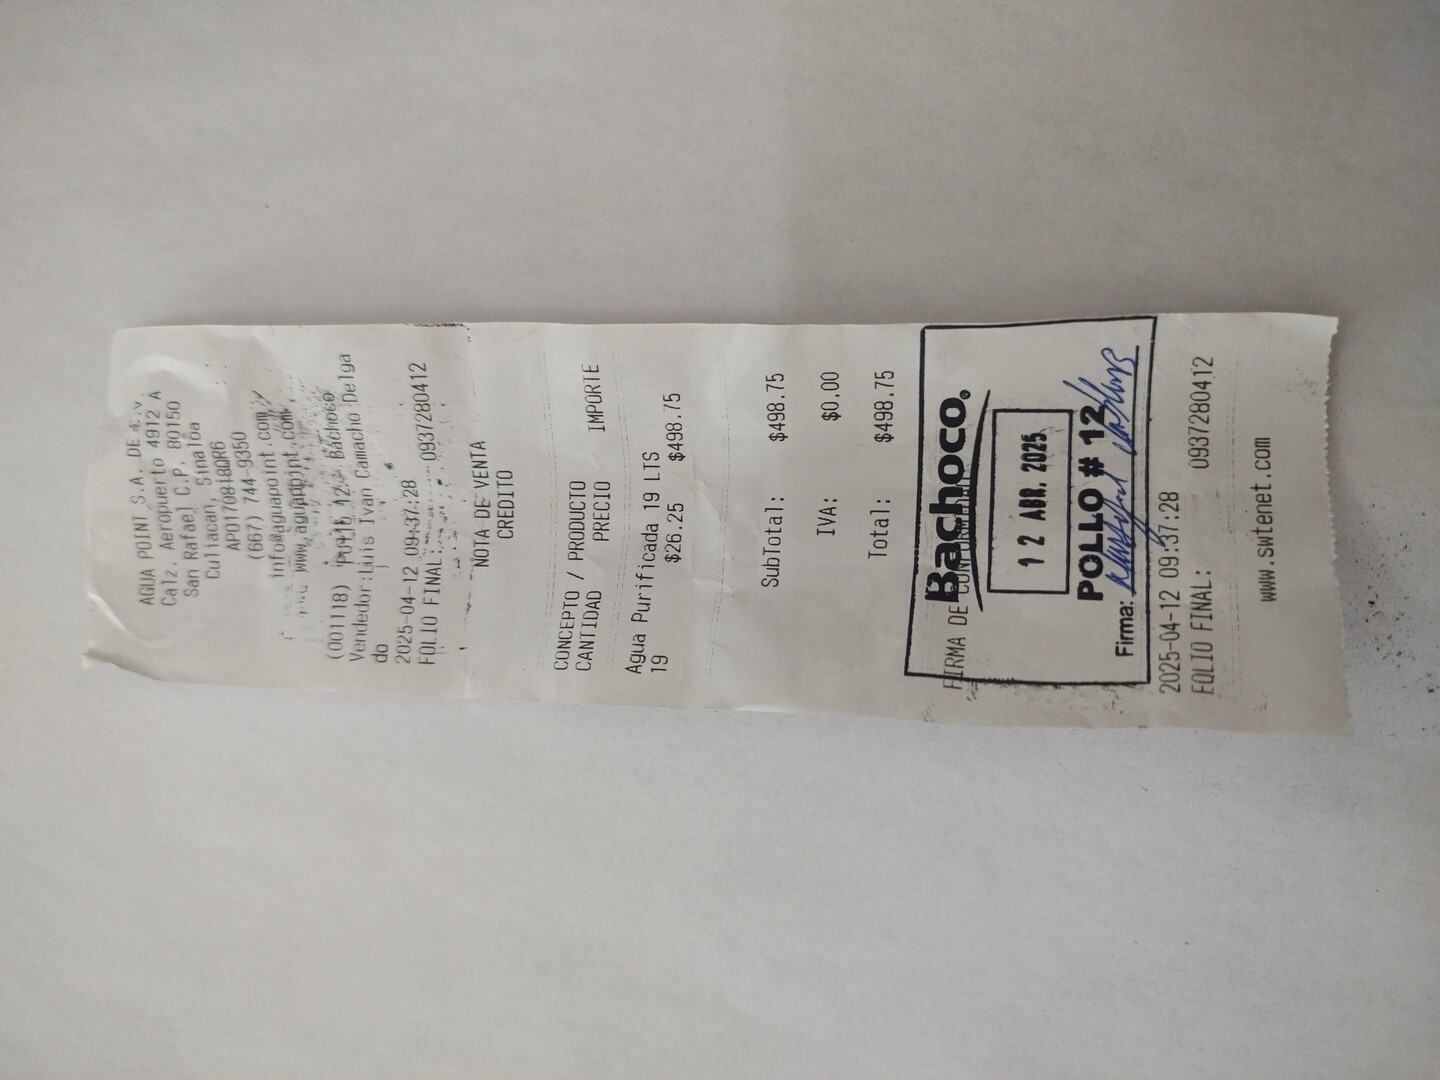 AGUA POINT S.A. DE C.V.
Calz. Aeropuerto 4912 A
San Rafael C.P. 80150
Culiacan, Sinaloa
APO170818QR6
(667) 744-9350
info@aguapoint.com
www.aguapoint.com
(001118) Pollo 12 Bachoco
Vendedor:Luis Ivan Camacho Delga
do
2025-04-12 09:37:28
FOLIO FINAL: 0937280412
NOTA DE VENTA
CREDITO
CONCEPTO / PRODUCTO
CANTIDAD PRECIO IMPORTE
Agua Purificada 19 LTS
19 $26.25 $498.75
SubTotal: $498.75
IVA: $0.00
Total: $498.75
FIRMA DE CONFORMIDAD
Bachoco.
12 ABR. 2025
POLLO # 12
Firma:
2025-04-12 09:37:28
FOLIO FINAL: 0937280412
www.swtenet.com